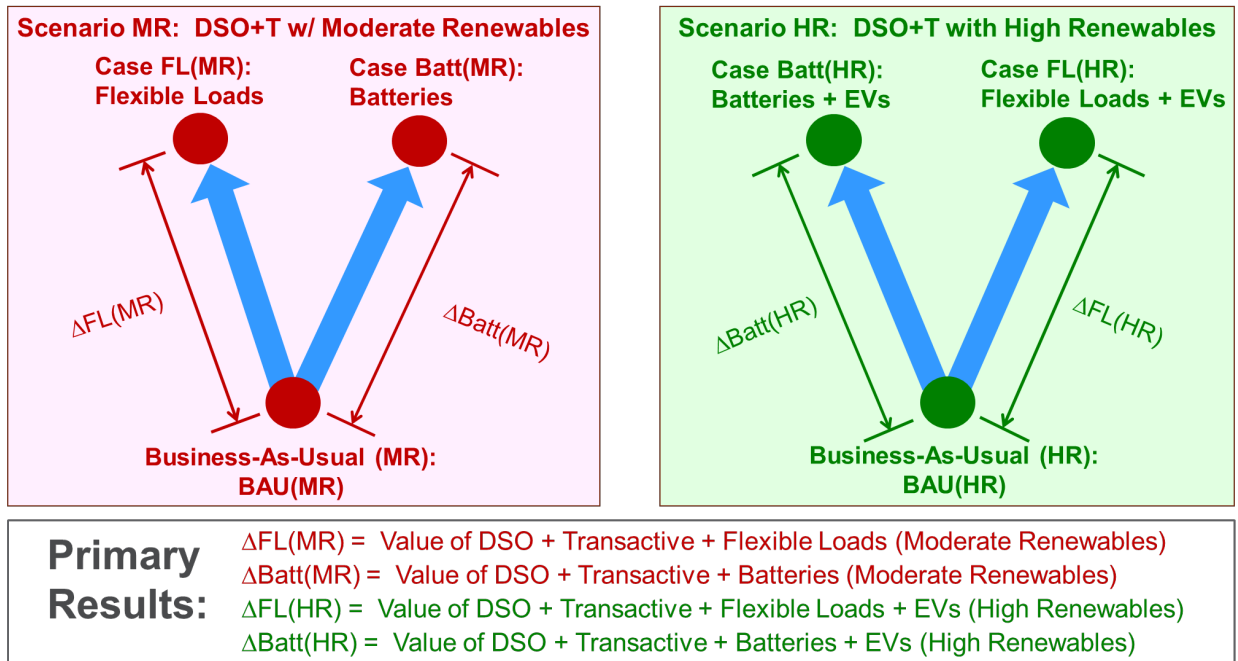 Scenario MR:  DSO+T w/ Moderate Renewables
Case FL(MR):
Flexible Loads
Case Batt(MR):
Batteries
ΔFL(MR)
ΔBatt(MR)
Business-As-Usual (MR):
BAU(MR)
Scenario HR:  DSO+T with High Renewables
Case Batt(HR):
Batteries + EVs
Case FL(HR):
Flexible Loads + EVs
ΔBatt(HR)
ΔFL(HR)
Business-As-Usual (HR):
BAU(HR)
Primary
Results:
ΔFL(MR) =  Value of DSO + Transactive + Flexible Loads (Moderate Renewables)
ΔBatt(MR) =  Value of DSO + Transactive + Batteries (Moderate Renewables)
ΔFL(HR) =  Value of DSO + Transactive + Flexible Loads + EVs (High Renewables)
ΔBatt(HR) =  Value of DSO + Transactive + Batteries + EVs (High Renewables)